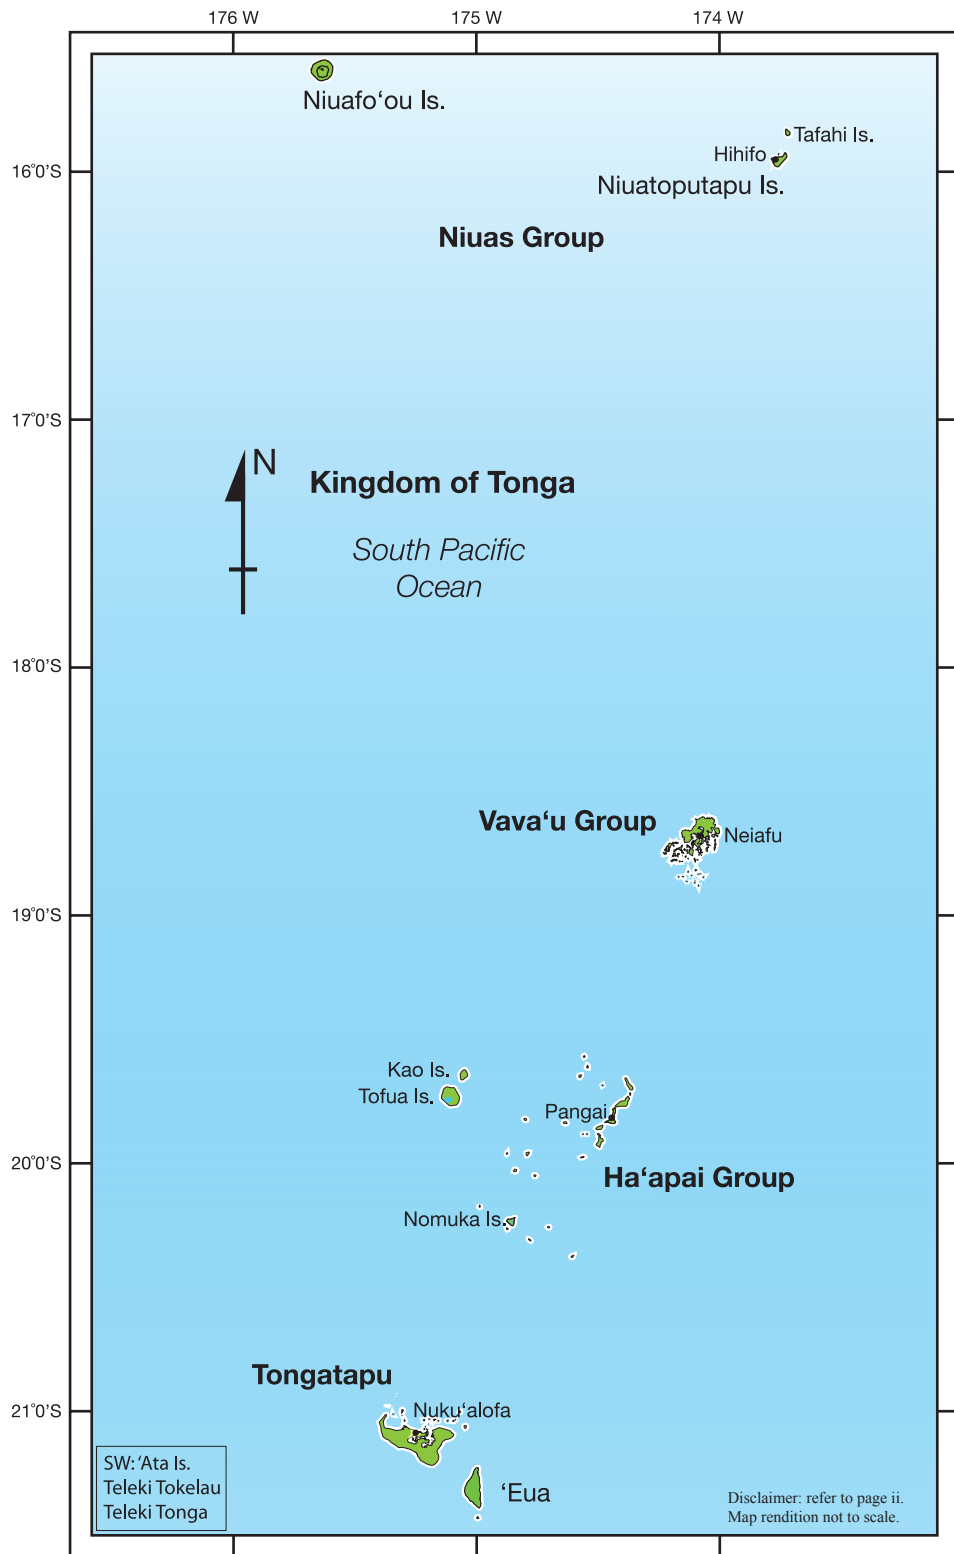 176 W 175 W 174 W
Niuafo‘ou Is.
Tafahi Is.
Hihifo
16°0’S
Niuatoputapu Is.
Niuas Group
17°0’S
N
Kingdom of Tonga
South Pacific
Ocean
18°0’S
Vava‘u Group
Neiafu
19°0’S
Kao Is.
Tofua Is.
Pangai
20°0’S
Ha‘apai Group
Nomuka Is.
Tongatapu
21°0’S
Nuku‘alofa
SW: ‘Ata Is.
Teleki Tokelau
Teleki Tonga
‘Eua
Disclaimer: refer to page ii.
Map rendition not to scale.